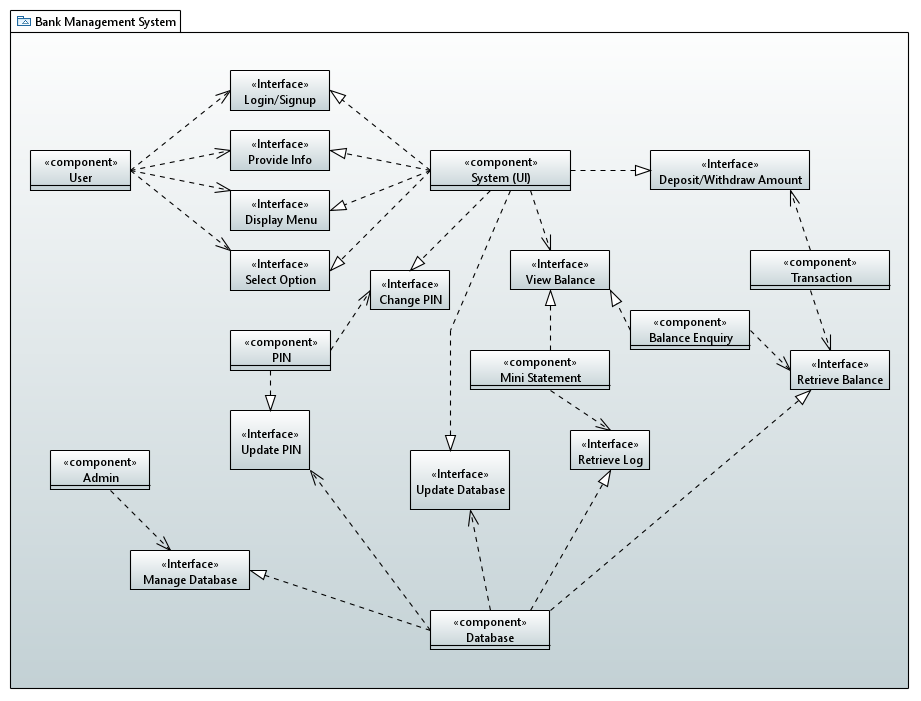 Bank Management System
«Interface»
Login/Signup
«Interface»
Provide Info
«component»
User
«component»
System (UI)
«Interface»
Deposit/Withdraw Amount
«Interface»
Display Menu
«Interface»
Select Option
«Interface»
Change PIN
«Interface»
View Balance
«component»
Transaction
«component»
PIN
«component»
Balance Enquiry
«component»
Mini Statement
«Interface»
Retrieve Balance
«Interface»
Update PIN
«Interface»
Retrieve Log
«component»
Admin
«Interface»
Update Database
«Interface»
Manage Database
«component»
Database